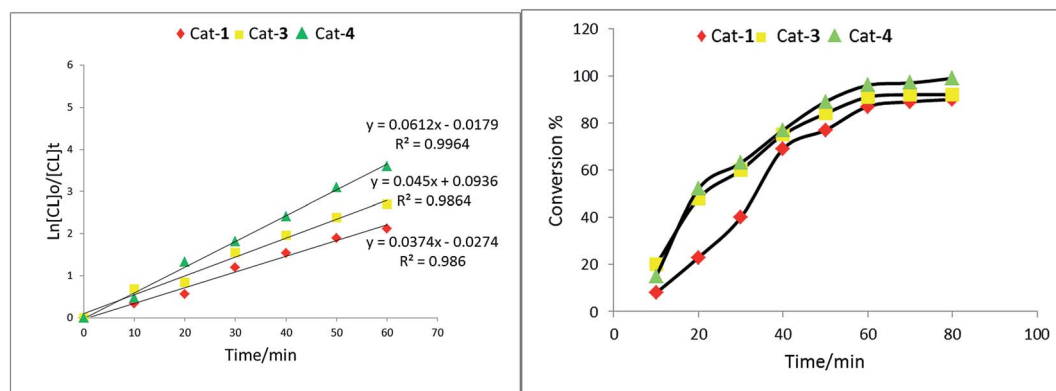 Cat-1 Cat-3 Cat-4
Ln[CL]o/[CL]t
7
6
5
4
3
2
1
0
y = 0.0612x - 0.0179
R² = 0.9964
y = 0.045x + 0.0936
R² = 0.9864
y = 0.0374x - 0.0274
R² = 0.986
0 10 20 30 40 50 60 70
Time/min
Cat-1 Cat-3 Cat-4
Conversion %
120
100
80
60
40
20
0
0 20 40 60 80 100
Time/min